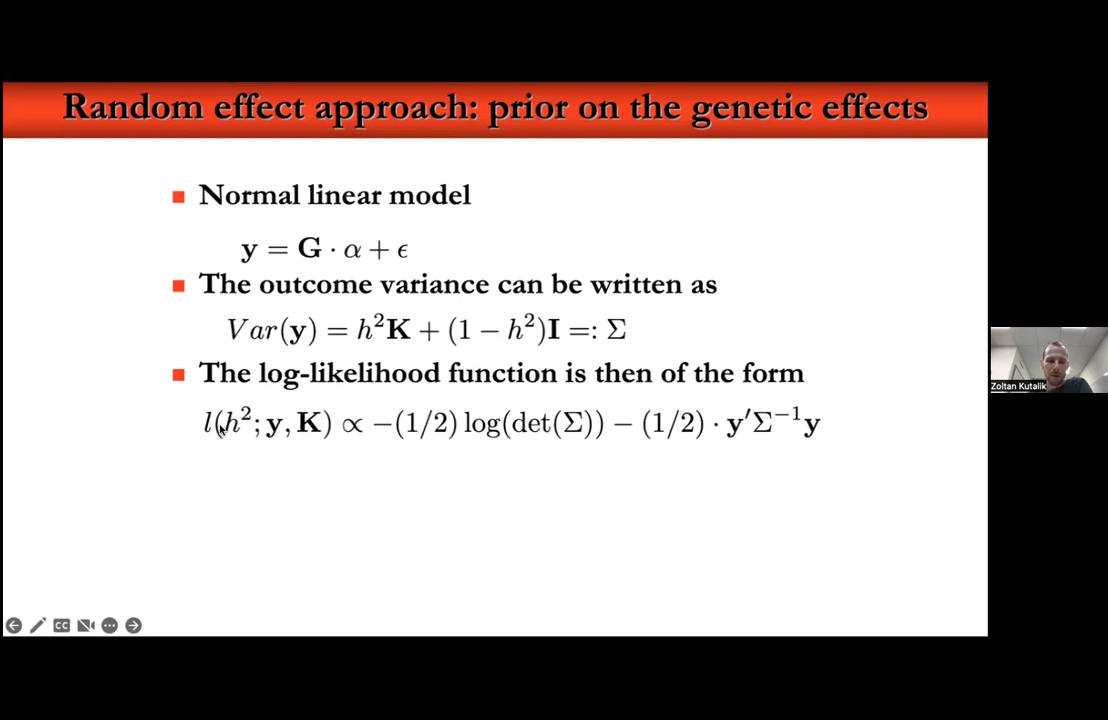 Random effect approach: prior on the genetic effects
Normal linear model
y = G · α + ϵ
The outcome variance can be written as
Var(y) = h²K + (1 − h²)I =: Σ
The log-likelihood function is then of the form
l(h²; y, K) ∝ −(1/2) log(det(Σ)) − (1/2) · y′Σ⁻¹y
Zoltan Kutalik
CC